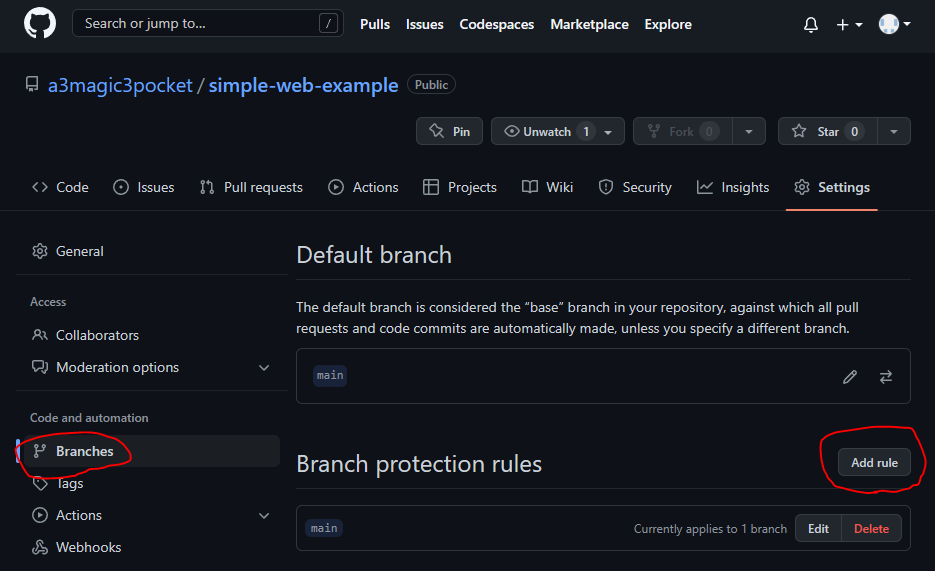 Search or jump to... / Pulls Issues Codespaces Marketplace Explore
a3magic3pocket / simple-web-example Public
Pin Unwatch 1 Fork 0 Star 0
Code Issues Pull requests Actions Projects Wiki Security Insights Settings
General
Access
Collaborators
Moderation options
Code and automation
Branches
Tags
Actions
Webhooks
Default branch
The default branch is considered the “base” branch in your repository, against which all pull
requests and code commits are automatically made, unless you specify a different branch.
main
Branch protection rules Add rule
main Currently applies to 1 branch Edit Delete